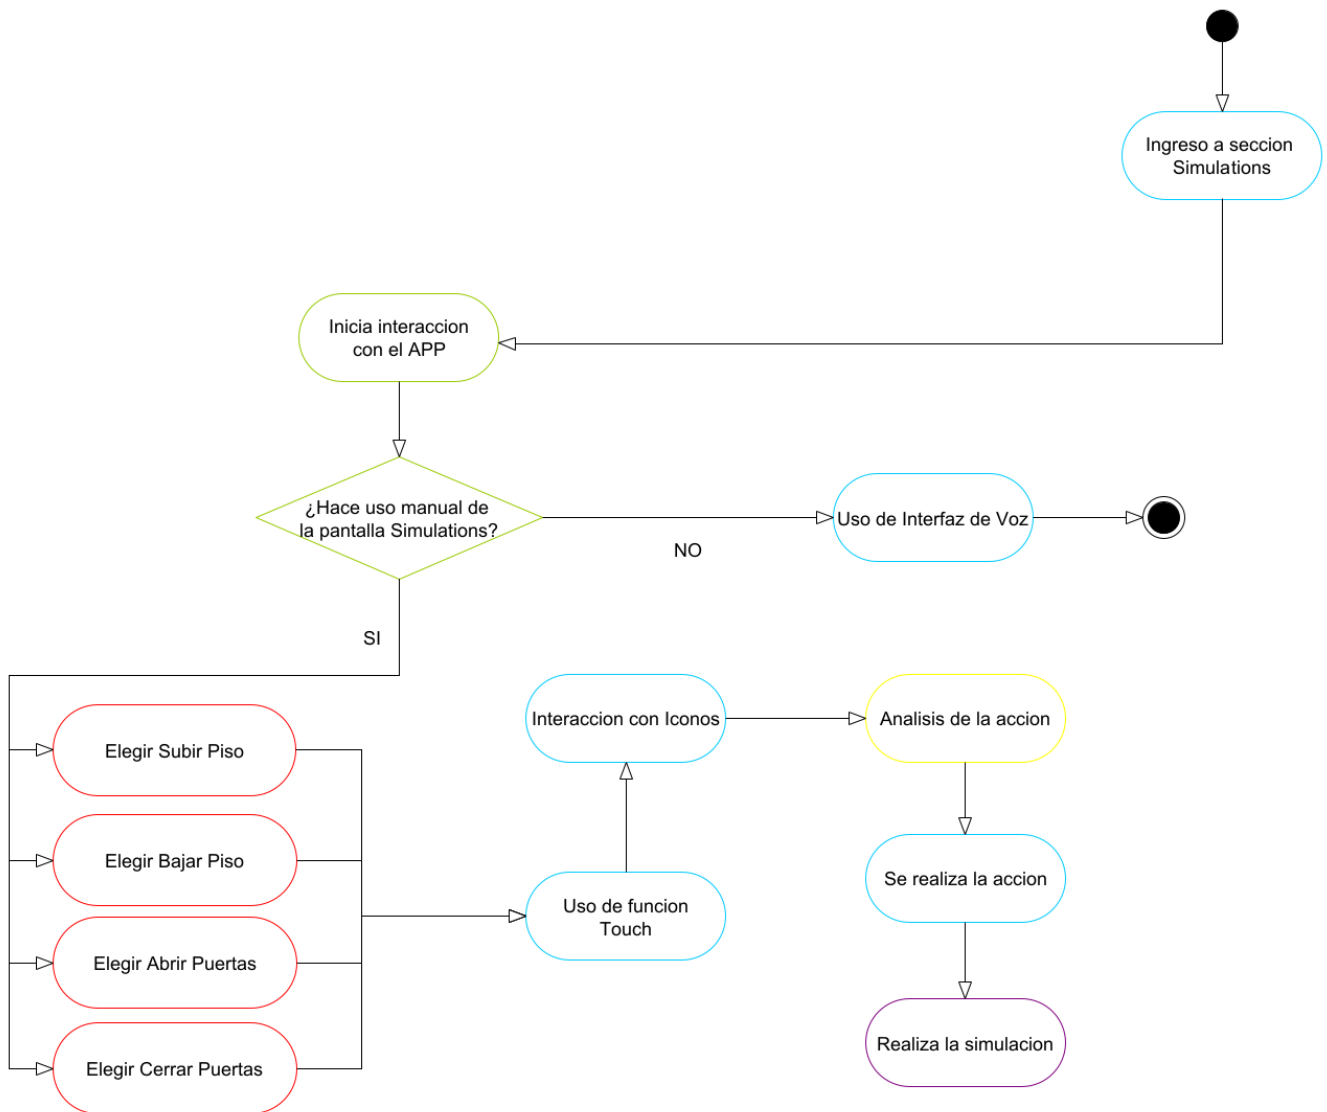 Ingreso a seccion
Simulations
Inicia interaccion
con el APP
¿Hace uso manual de
la pantalla Simulations?
NO
Uso de Interfaz de Voz
SI
Elegir Subir Piso
Elegir Bajar Piso
Elegir Abrir Puertas
Elegir Cerrar Puertas
Uso de funcion
Touch
Interaccion con Iconos
Analisis de la accion
Se realiza la accion
Realiza la simulacion